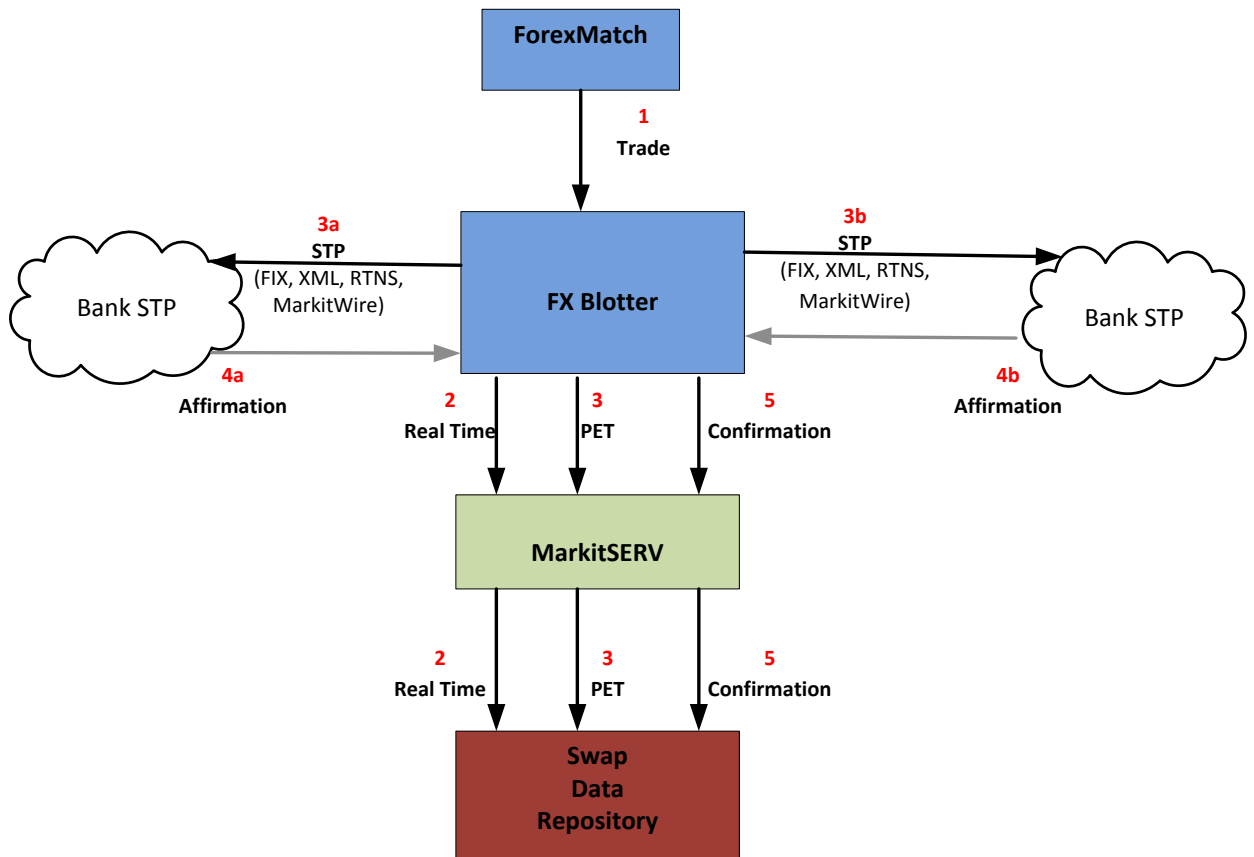 ForexMatch
1
Trade
3a
STP
(FIX, XML, RTNS,
MarkitWire)
3b
STP
(FIX, XML, RTNS,
MarkitWire)
Bank STP
FX Blotter
Bank STP
4a
Affirmation
4b
Affirmation
2
Real Time
3
PET
5
Confirmation
MarkitSERV
2
Real Time
3
PET
5
Confirmation
Swap
Data
Repository